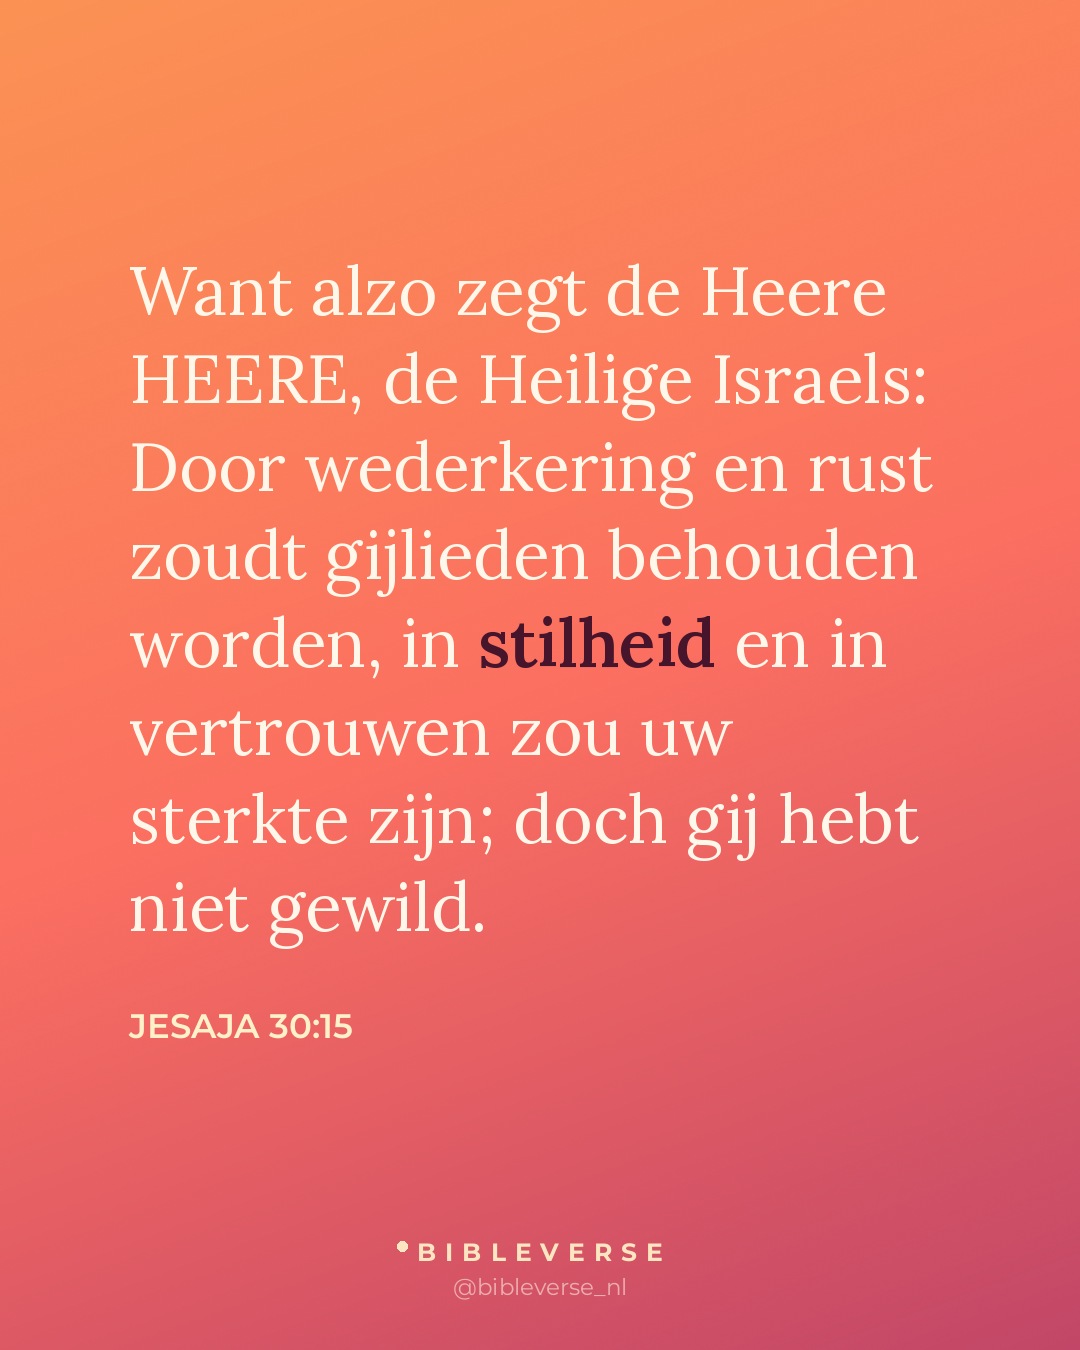 Want alzo zegt de Heere
HEERE, de Heilige Israels:
Door wederkering en rust
zoudt gijlieden behouden
worden, in stilheid en in
vertrouwen zou uw
sterkte zijn; doch gij hebt
niet gewild.
JESAJA 30:15
BIBLEVERSE
@bibleverse_nl